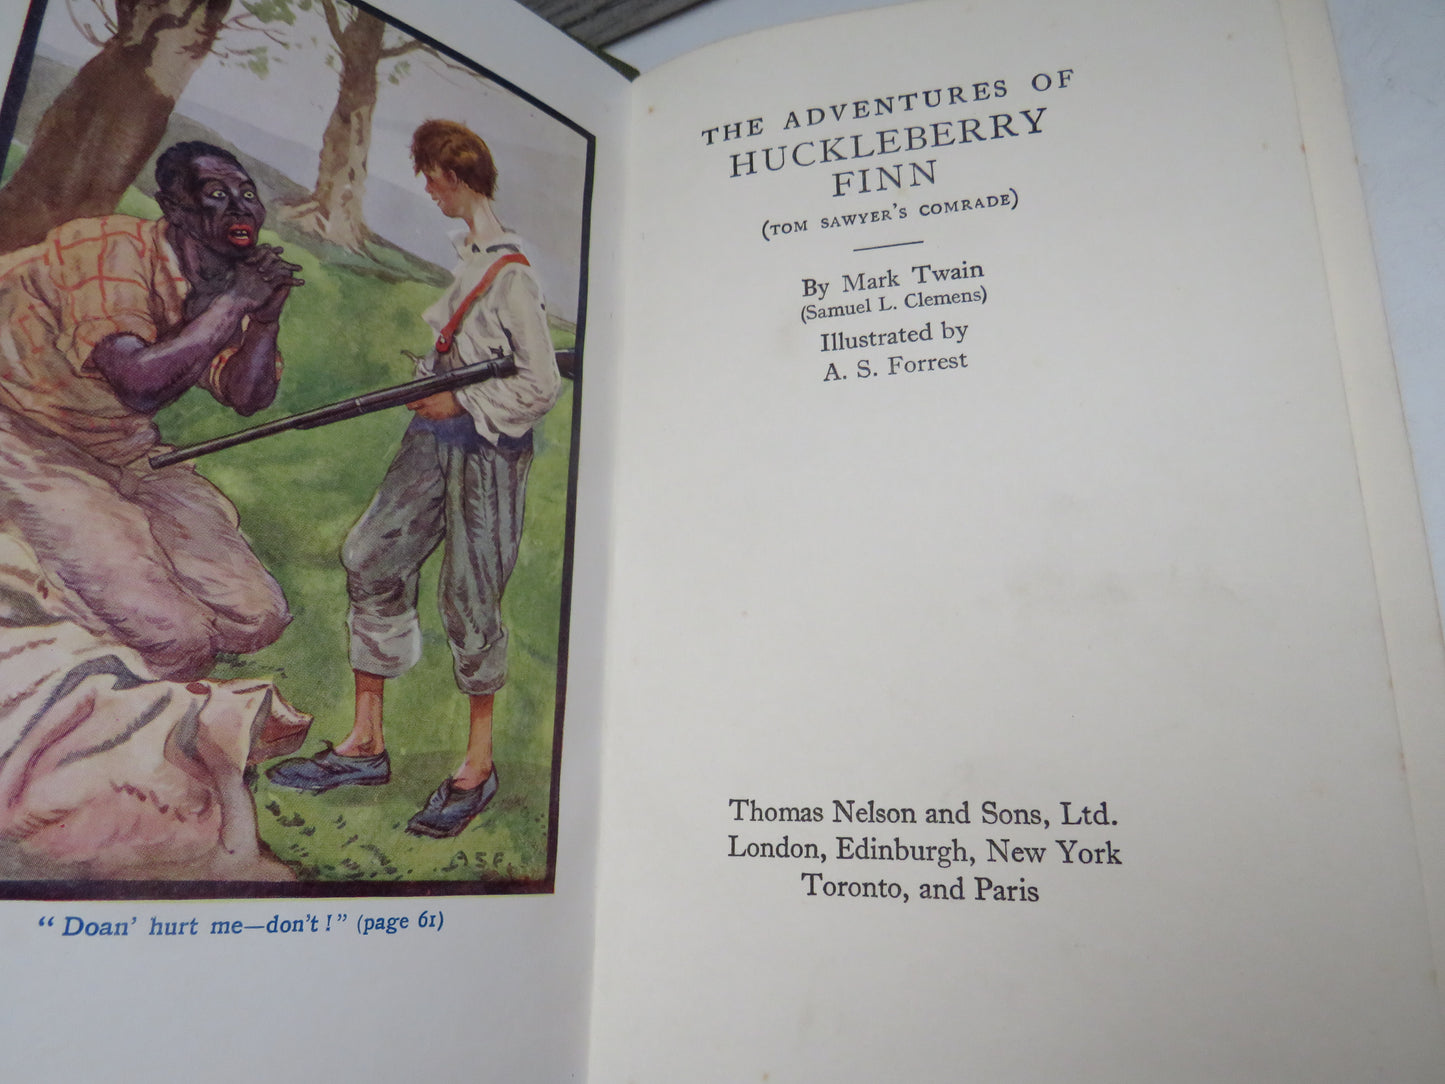 A S F.
“Doan' hurt me—don't!” (page 61)
THE ADVENTURES OF
HUCKLEBERRY
FINN
(TOM SAWYER'S COMRADE)
By Mark Twain
(Samuel L. Clemens)
Illustrated by
A. S. Forrest
Thomas Nelson and Sons, Ltd.
London, Edinburgh, New York
Toronto, and Paris